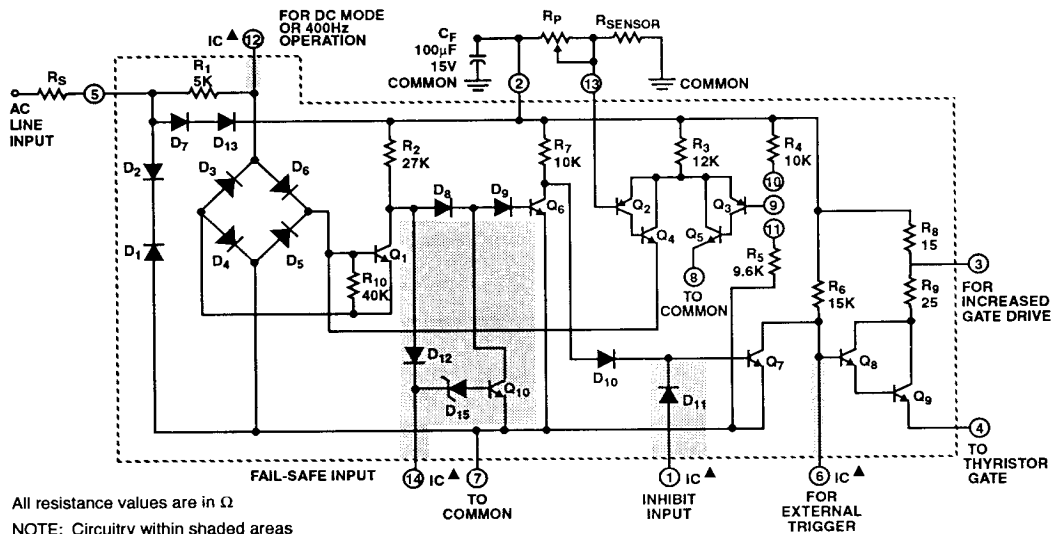 FOR DC MODE
OR 400Hz
OPERATION
IC ▲ 12
CF
100µF
15V
COMMON
RP
RSENSOR
COMMON
2
13
RS
5
AC
LINE
INPUT
R1
5K
D7
D13
D2
D1
D3
D6
D4
D5
R2
27K
D8
D9
R7
10K
Q6
R3
12K
R4
10K
10
9
11
Q2
Q3
Q4
Q5
8
TO
COMMON
R5
9.6K
Q1
R10
40K
R8
15
3
FOR
INCREASED
GATE DRIVE
R9
25
R6
15K
D12
D15
Q10
D10
D11
Q7
Q8
Q9
4
TO
THYRISTOR
GATE
FAIL-SAFE INPUT
14 IC ▲
7
TO
COMMON
1 IC ▲
INHIBIT
INPUT
6 IC ▲
FOR
EXTERNAL
TRIGGER
All resistance values are in Ω
NOTE: Circuitry within shaded areas